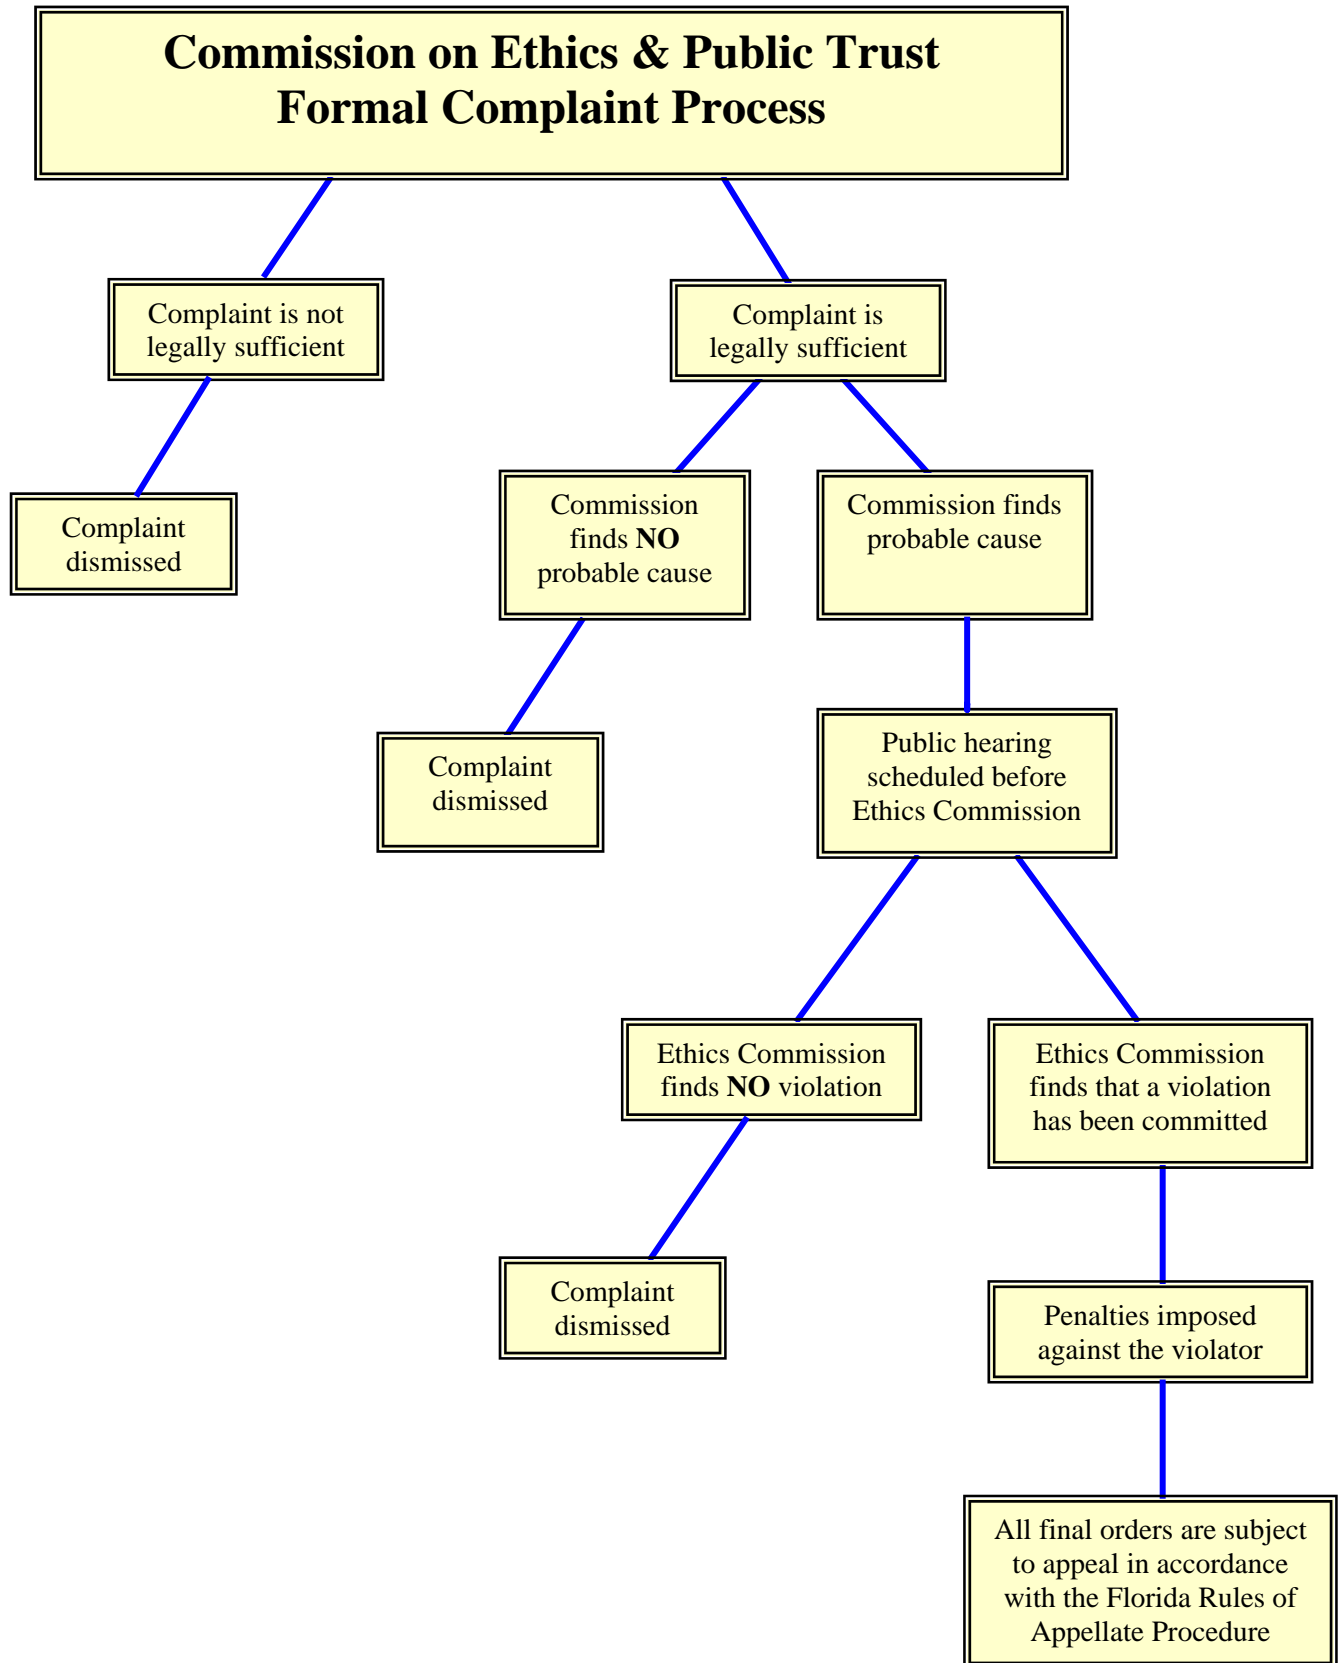 Commission on Ethics & Public Trust
Formal Complaint Process
Complaint is not
legally sufficient
Complaint is
legally sufficient
Complaint
dismissed
Commission
finds NO
probable cause
Commission finds
probable cause
Complaint
dismissed
Public hearing
scheduled before
Ethics Commission
Ethics Commission
finds NO violation
Ethics Commission
finds that a violation
has been committed
Complaint
dismissed
Penalties imposed
against the violator
All final orders are subject
to appeal in accordance
with the Florida Rules of
Appellate Procedure